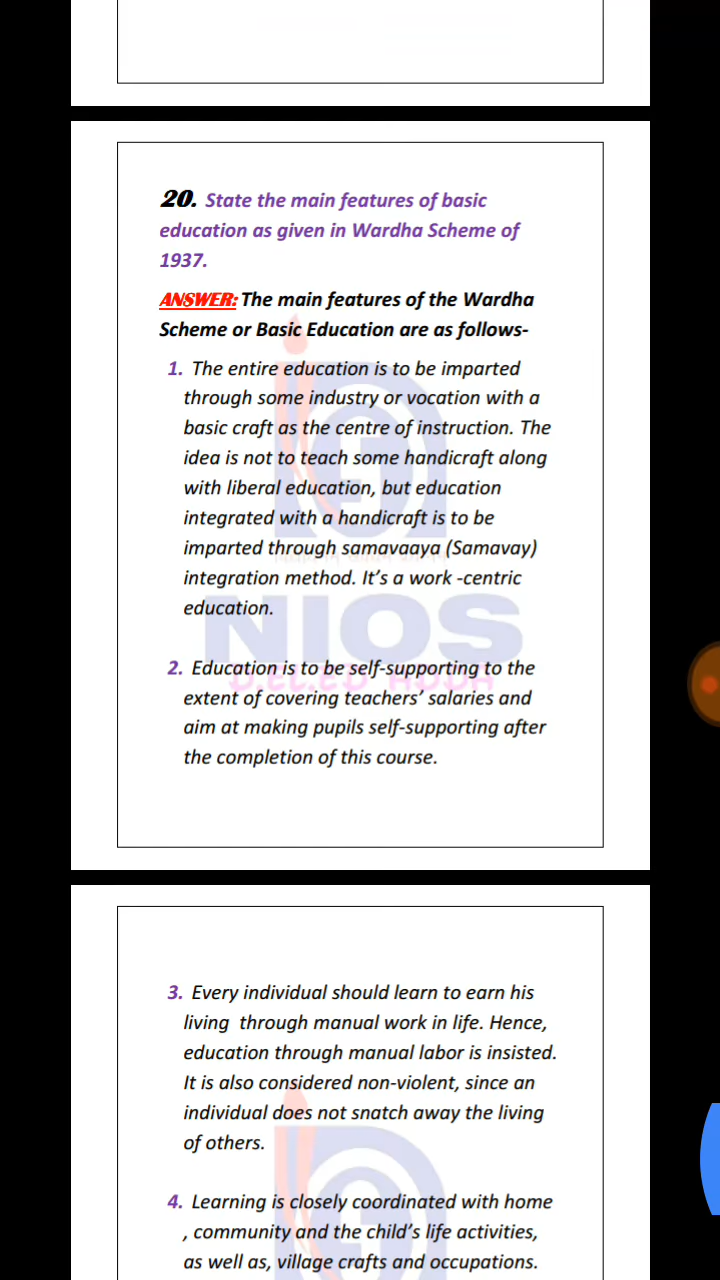 20. State the main features of basic
education as given in Wardha Scheme of
1937.
ANSWER: The main features of the Wardha
Scheme or Basic Education are as follows-
1. The entire education is to be imparted
through some industry or vocation with a
basic craft as the centre of instruction. The
idea is not to teach some handicraft along
with liberal education, but education
integrated with a handicraft is to be
imparted through samavaaya (Samavay)
integration method. It's a work -centric
education.
NIOS
2. Education is to be self-supporting to the
D.EL.ED ADDA
extent of covering teachers' salaries and
aim at making pupils self-supporting after
the completion of this course.
3. Every individual should learn to earn his
living  through manual work in life. Hence,
education through manual labor is insisted.
It is also considered non-violent, since an
individual does not snatch away the living
of others.
4. Learning is closely coordinated with home
, community and the child's life activities,
as well as, village crafts and occupations.